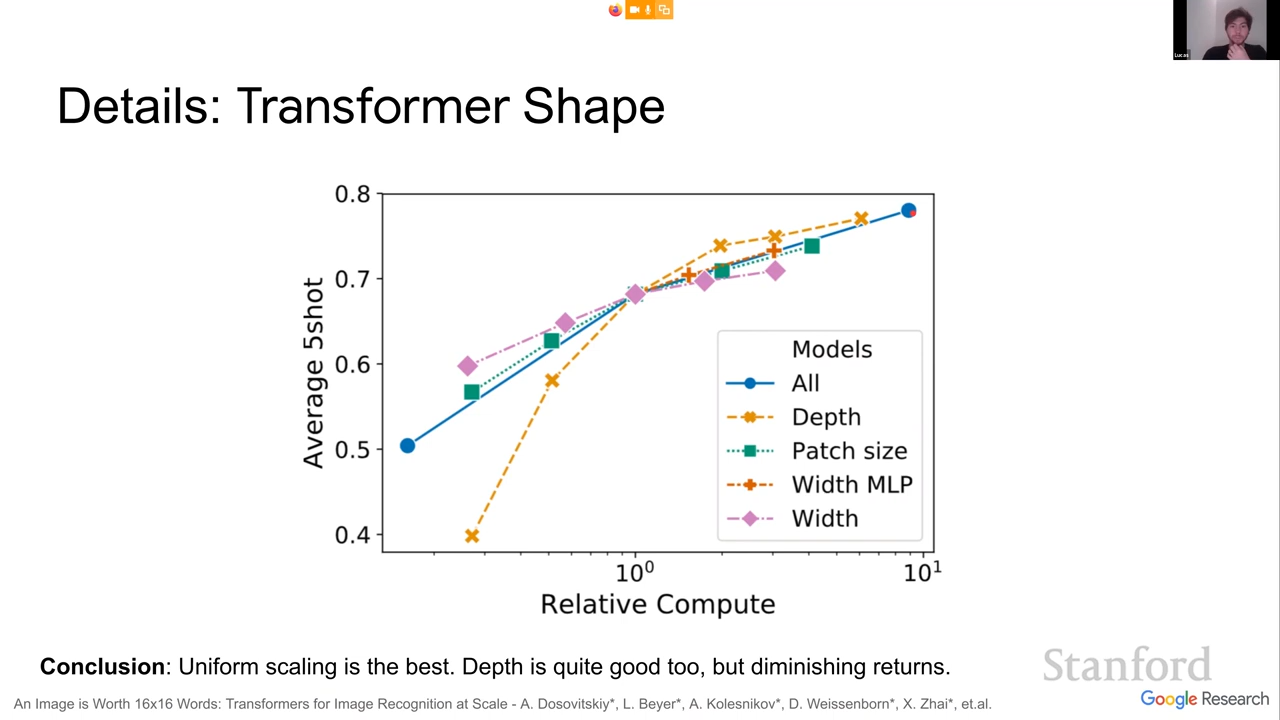 Lucas
Details: Transformer Shape
0.8
0.7
0.6
0.5
0.4
Average 5shot
10⁰
10¹
Relative Compute
Models
All
Depth
Patch size
Width MLP
Width
Conclusion: Uniform scaling is the best. Depth is quite good too, but diminishing returns.
Stanford
Google Research
An Image is Worth 16x16 Words: Transformers for Image Recognition at Scale - A. Dosovitskiy*, L. Beyer*, A. Kolesnikov*, D. Weissenborn*, X. Zhai*, et.al.